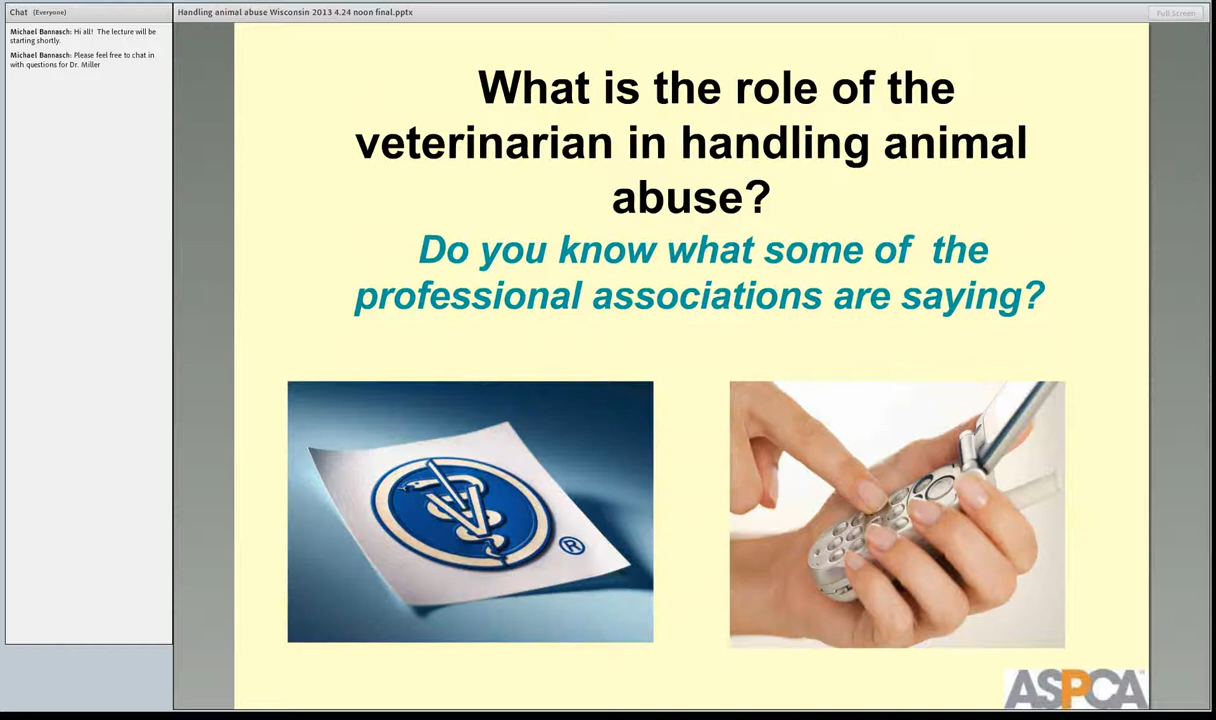 Chat (Everyone)
Handling animal abuse Wisconsin 2013 4.24 noon final.pptx
Full Screen
Michael Bannasch: Hi all! The lecture will be
starting shortly.
Michael Bannasch: Please feel free to chat in
with questions for Dr. Miller
What is the role of the
veterinarian in handling animal
abuse?
Do you know what some of the
professional associations are saying?
V
®
ASPCA